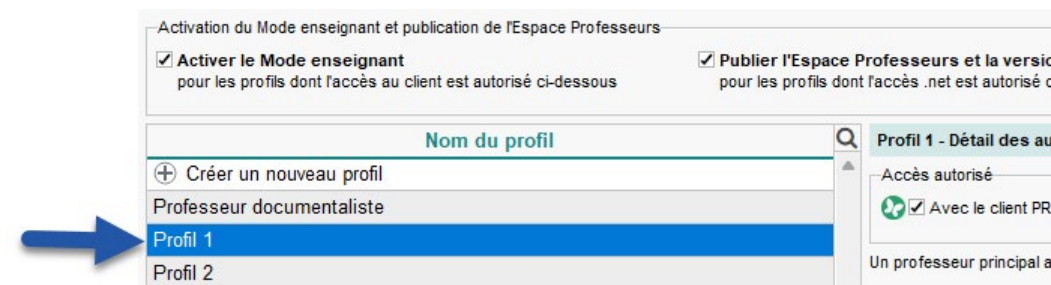 Activation du Mode enseignant et publication de l'Espace Professeurs
Activer le Mode enseignant
pour les profils dont l'accès au client est autorisé ci-dessous
Publier l'Espace Professeurs et la versio
pour les profils dont l'accès .net est autorisé c
Nom du profil
Créer un nouveau profil
Professeur documentaliste
Profil 1
Profil 2
Profil 1 - Détail des au
Accès autorisé
Avec le client PR
Un professeur principal a